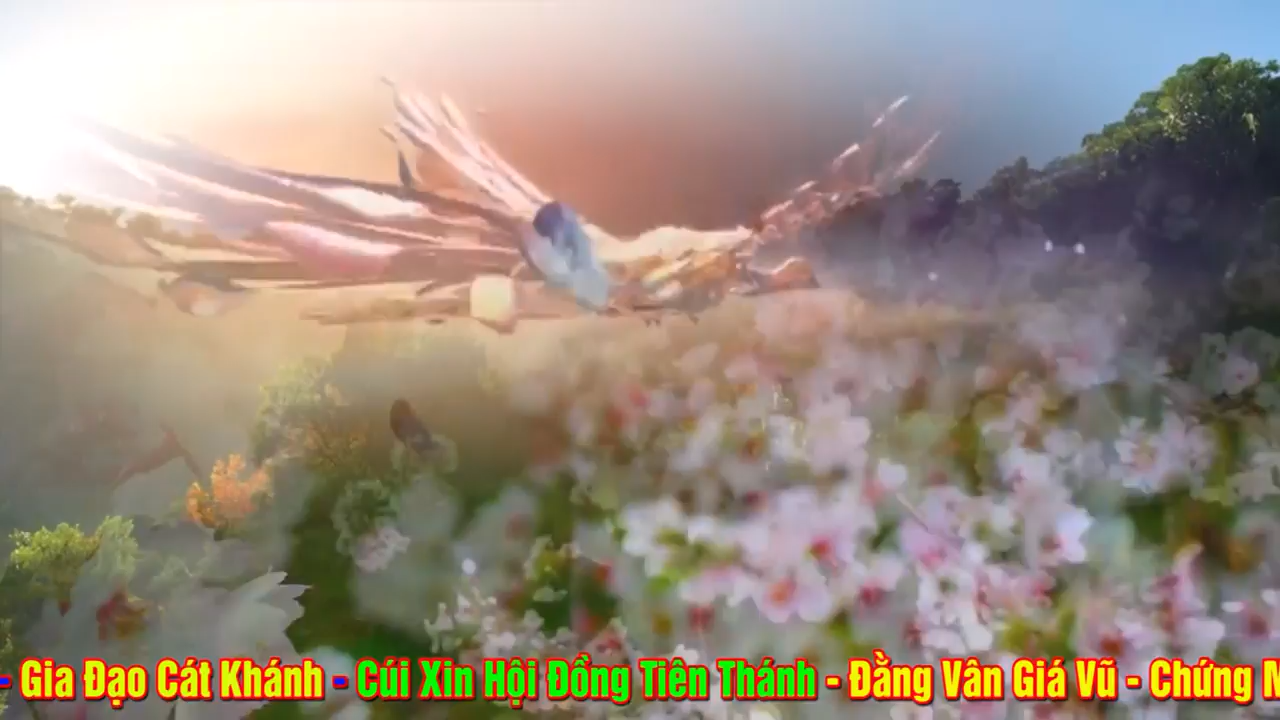 - Gia Đạo Cát Khánh - Cúi Xin Hội Đồng Tiên Thánh - Đằng Vân Giá Vũ - Chứng